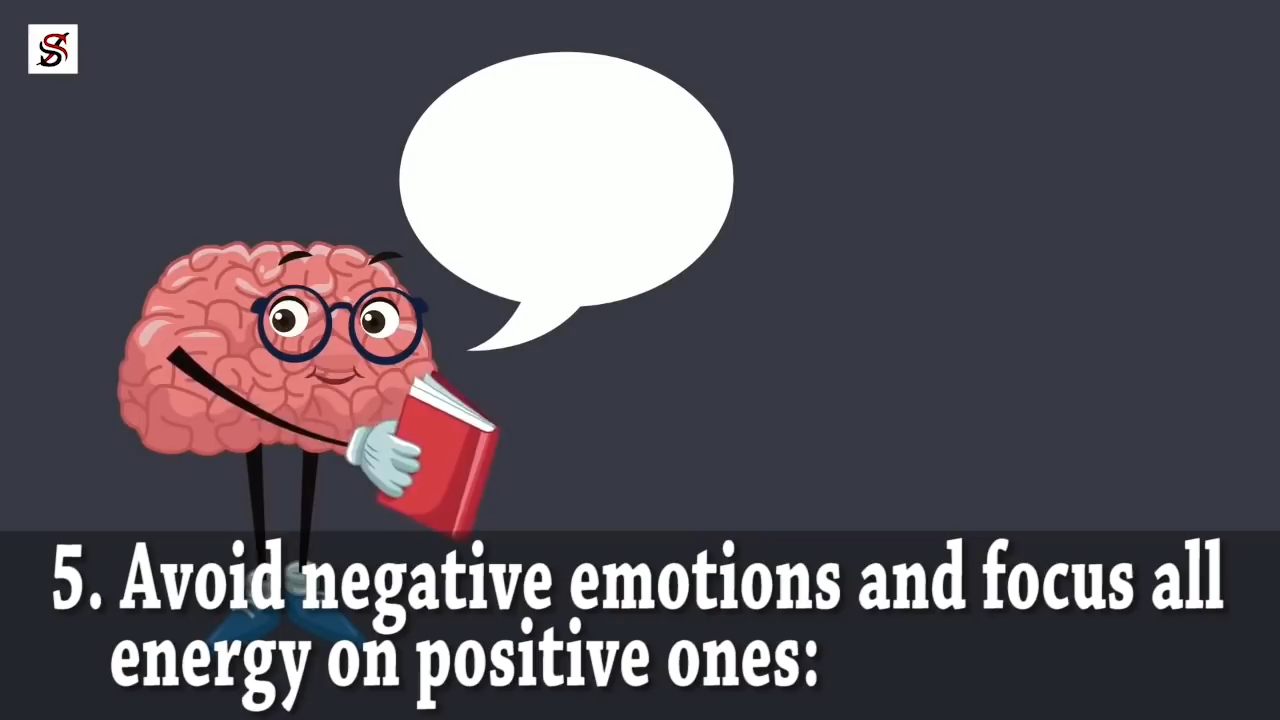 5. Avoid negative emotions and focus all
energy on positive ones: